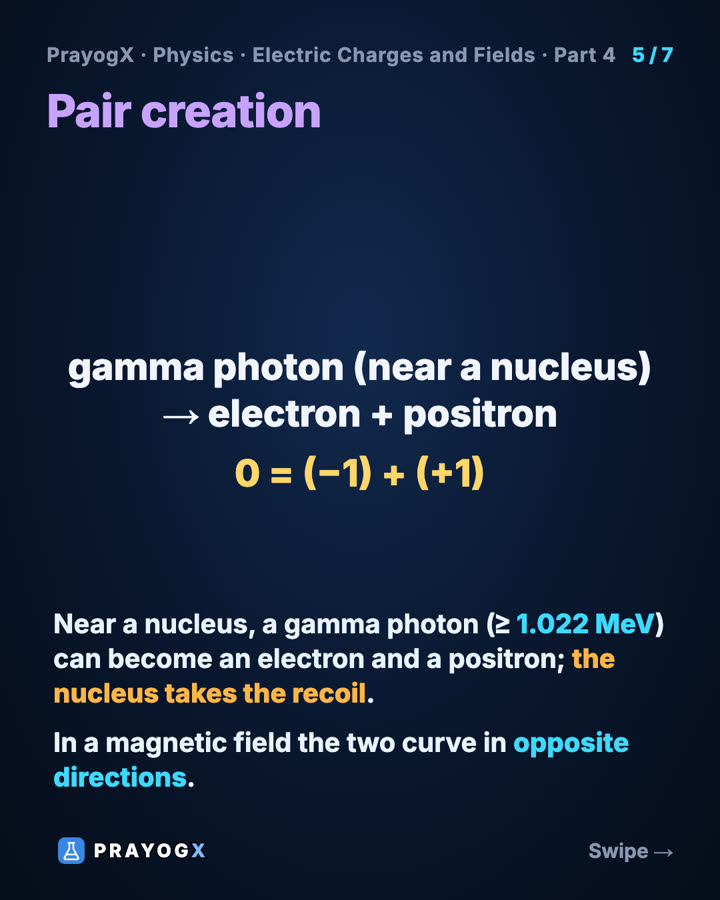 PrayogX · Physics · Electric Charges and Fields · Part 4 5 / 7
Pair creation
gamma photon (near a nucleus)
→ electron + positron
0 = (−1) + (+1)
Near a nucleus, a gamma photon (≥ 1.022 MeV)
can become an electron and a positron; the
nucleus takes the recoil.
In a magnetic field the two curve in opposite
directions.
PRAYOGX
Swipe →